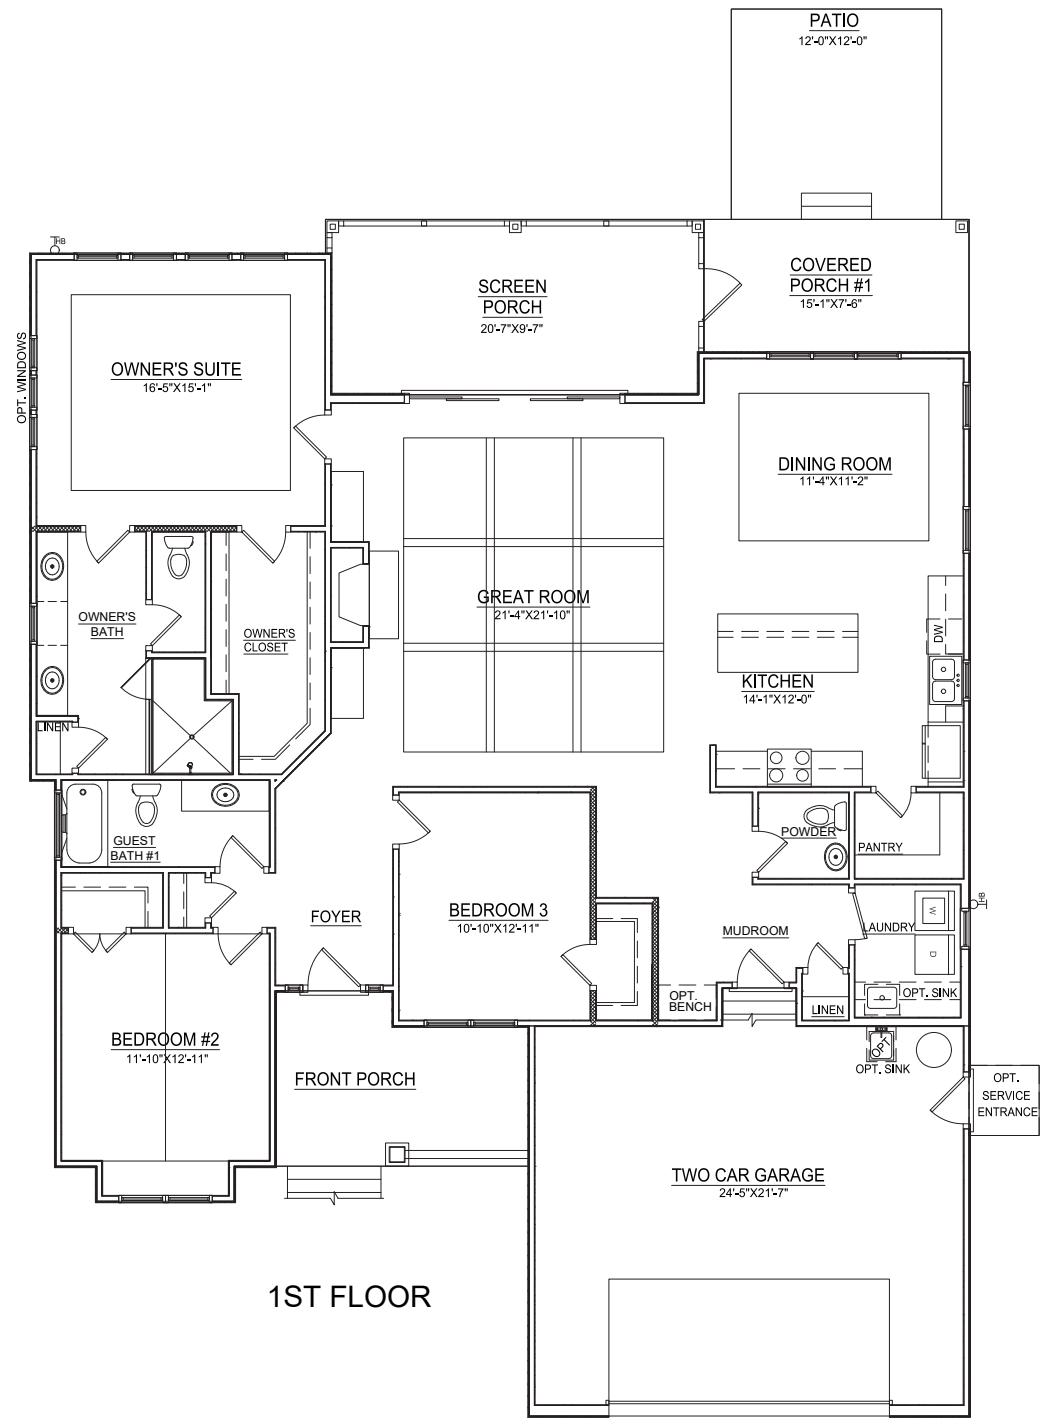 PATIO
12'-0"X12'-0"
HB
SCREEN
PORCH
20'-7"X9'-7"
COVERED
PORCH #1
15'-1"X7'-6"
OPT. WINDOWS
OWNER'S SUITE
16'-5"X15'-1"
DINING ROOM
11'-4"X11'-2"
GREAT ROOM
21'-4"X21'-10"
OWNER'S
BATH
OWNER'S
CLOSET
DW
KITCHEN
14'-1"X12'-0"
LINEN
GUEST
BATH #1
POWDER
PANTRY
FOYER
BEDROOM 3
10'-10"X12'-11"
MUDROOM
LAUNDRY
W
HB
D
OPT.
BENCH
LINEN
OPT. SINK
BEDROOM #2
11'-10"X12'-11"
FRONT PORCH
OPT
OPT. SINK
OPT.
SERVICE
ENTRANCE
TWO CAR GARAGE
24'-5"X21'-7"
1ST FLOOR